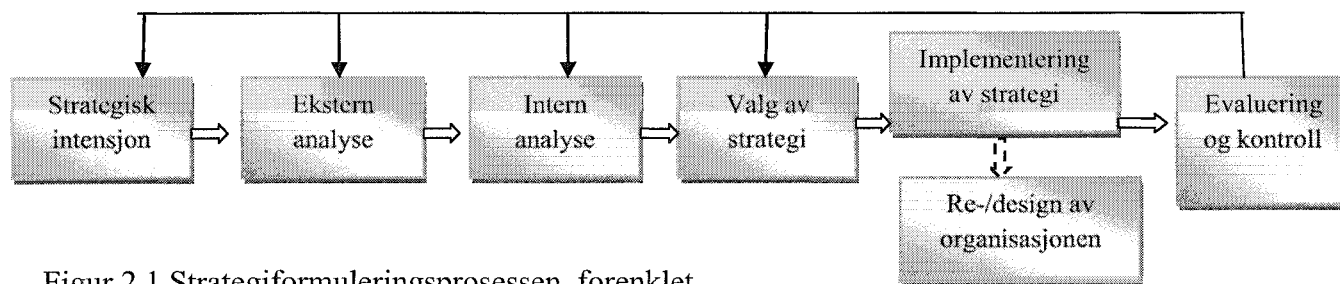 Strategisk
intensjon
Ekstern
analyse
Intern
analyse
Valg av
strategi
Implementering
av strategi
Re-/design av
organisasjonen
Evaluering
og kontroll
Figur 2.1 Strategiformuleringsprosessen, forenklet